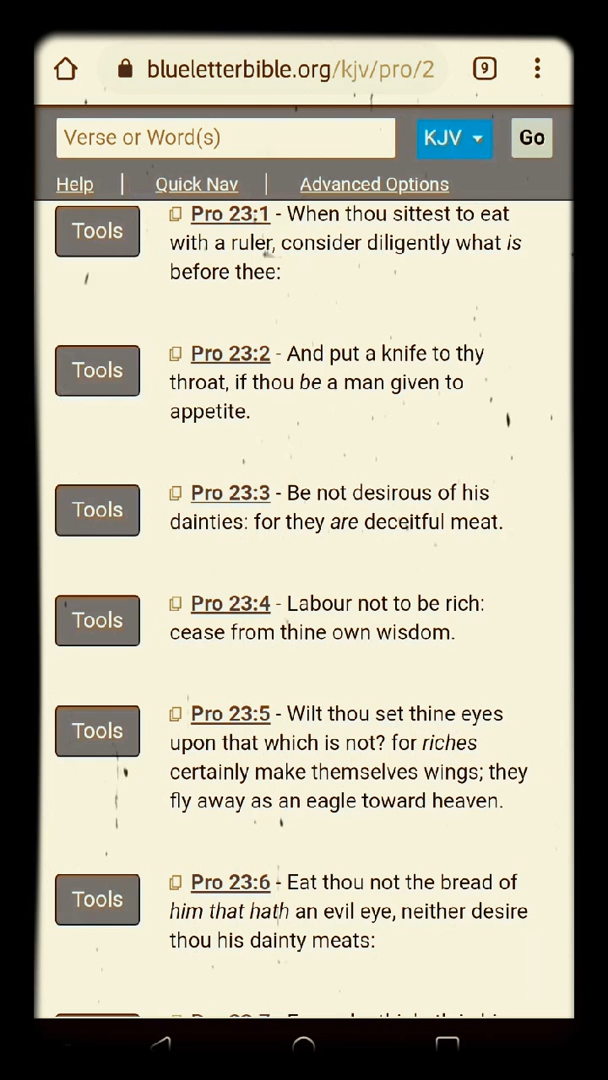 blueletterbible.org/kjv/pro/2
9
Verse or Word(s)
KJV
Go
Help | Quick Nav | Advanced Options
Tools
Pro 23:1 - When thou sittest to eat
with a ruler, consider diligently what is
before thee:
Tools
Pro 23:2 - And put a knife to thy
throat, if thou be a man given to
appetite.
Tools
Pro 23:3 - Be not desirous of his
dainties: for they are deceitful meat.
Tools
Pro 23:4 - Labour not to be rich:
cease from thine own wisdom.
Tools
Pro 23:5 - Wilt thou set thine eyes
upon that which is not? for riches
certainly make themselves wings; they
fly away as an eagle toward heaven.
Tools
Pro 23:6 - Eat thou not the bread of
him that hath an evil eye, neither desire
thou his dainty meats: